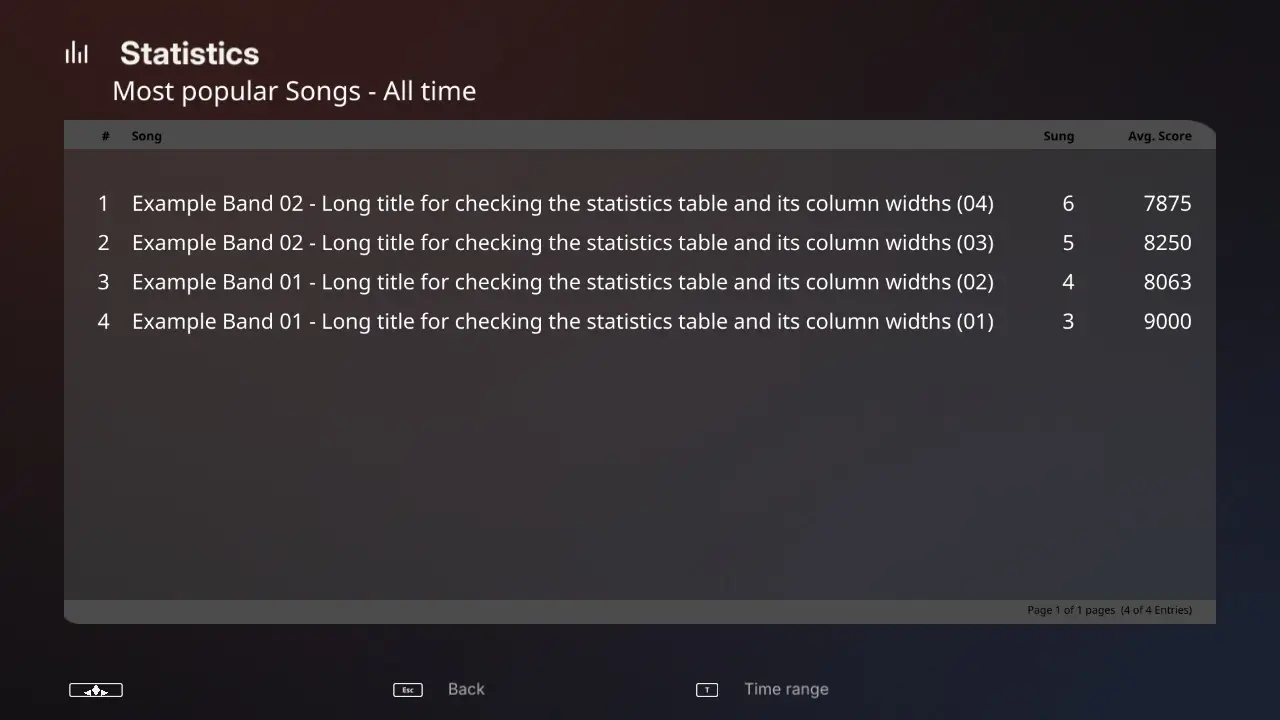 Statistics
Most popular Songs - All time
# Song Sung Avg. Score
1 Example Band 02 - Long title for checking the statistics table and its column widths (04) 6 7875
2 Example Band 02 - Long title for checking the statistics table and its column widths (03) 5 8250
3 Example Band 01 - Long title for checking the statistics table and its column widths (02) 4 8063
4 Example Band 01 - Long title for checking the statistics table and its column widths (01) 3 9000
Page 1 of 1 pages (4 of 4 Entries)
Esc Back T Time range